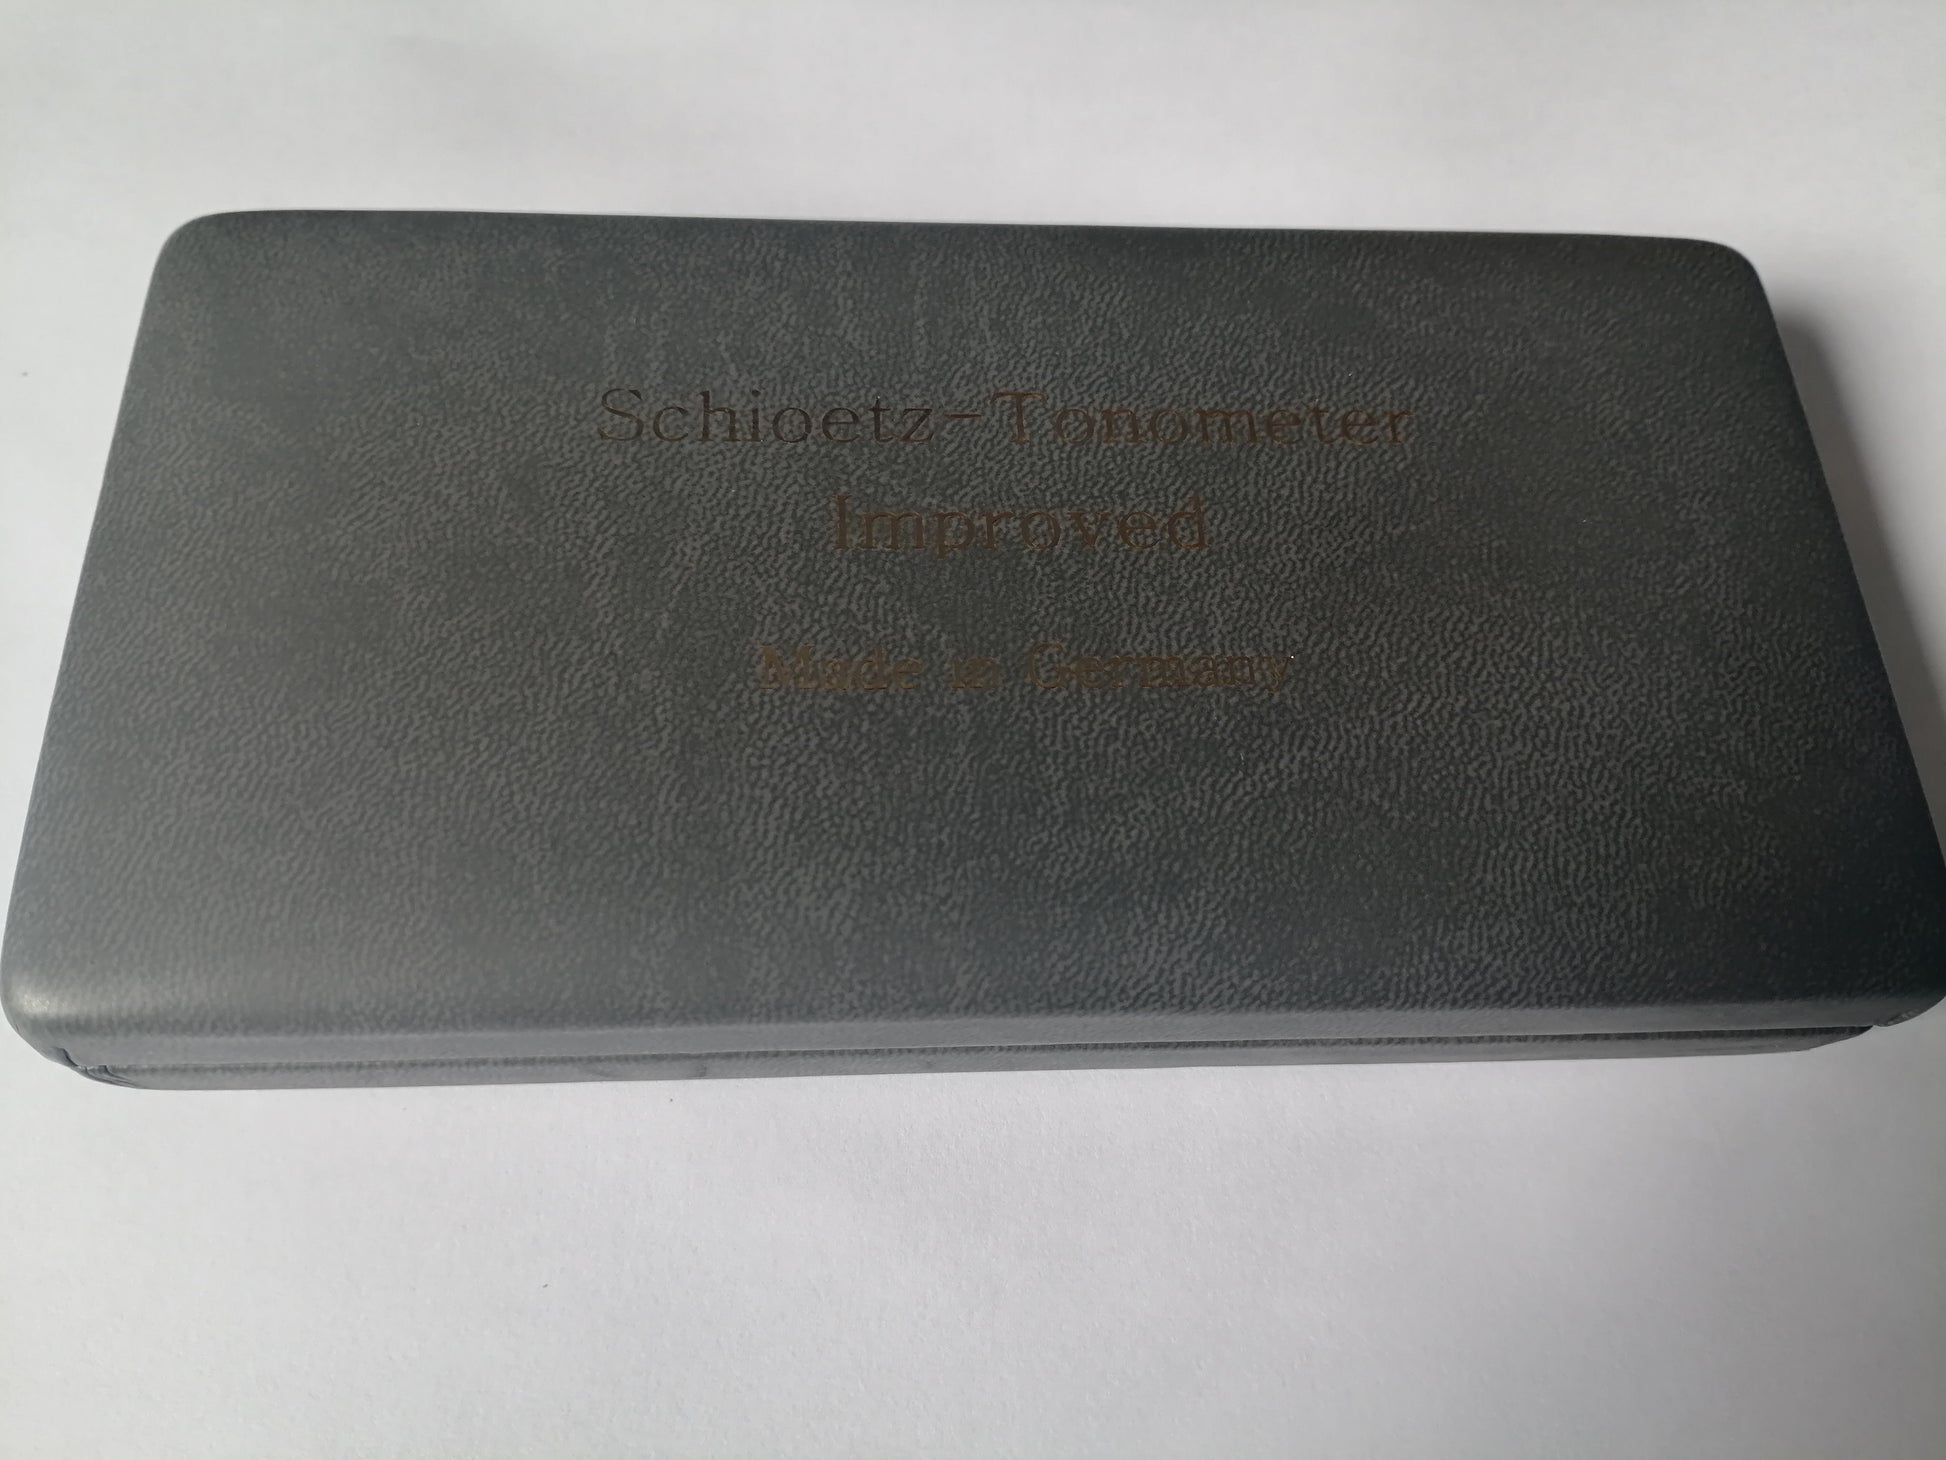 Schioetz-Tonometer
Improved
Made in Germany